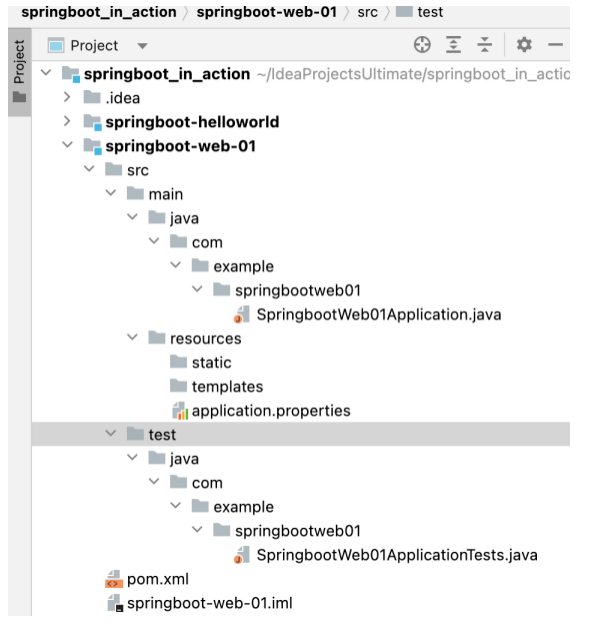 springboot_in_action springboot-web-01 src test
Project
Project
springboot_in_action ~/IdeaProjectsUltimate/springboot_in_actio
.idea
springboot-helloworld
springboot-web-01
src
main
java
com
example
springbootweb01
SpringbootWeb01Application.java
resources
static
templates
application.properties
test
java
com
example
springbootweb01
SpringbootWeb01ApplicationTests.java
pom.xml
springboot-web-01.iml